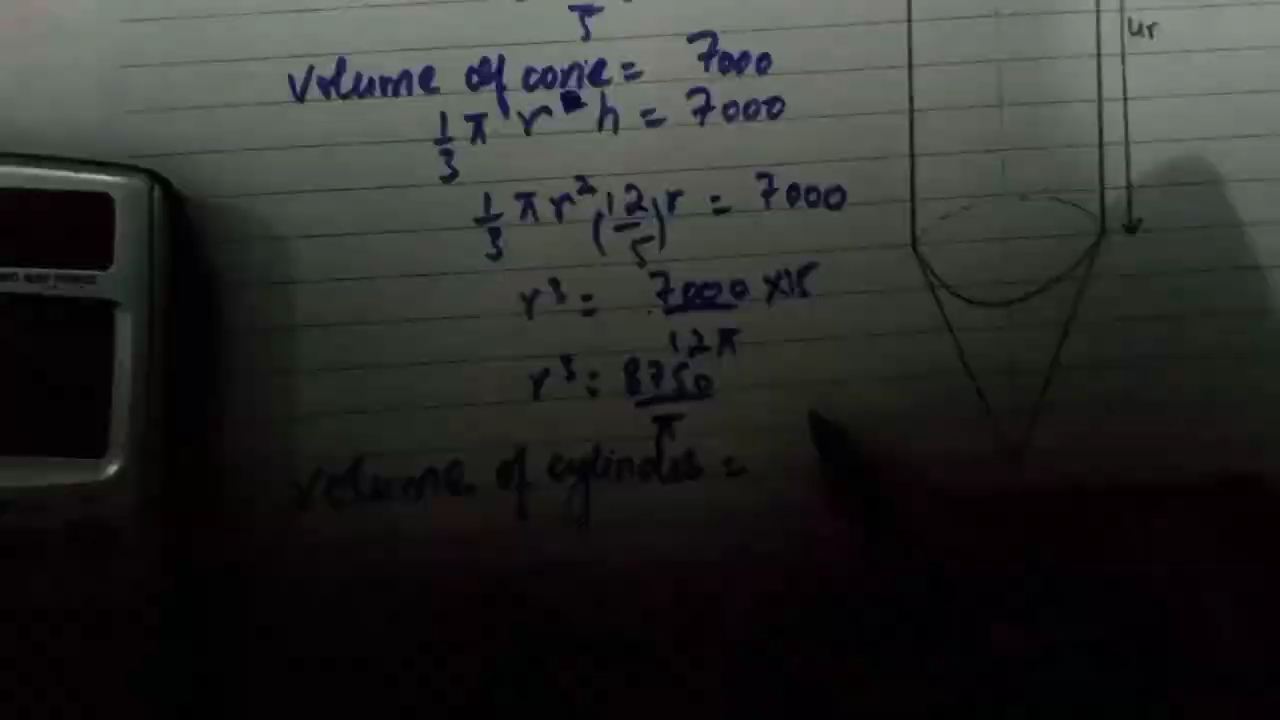 5
Volume of cone = 7000
1/3 π r² h = 7000
1/3 π r² (12/5) r = 7000
r³ = 7000 ×15 / 12π
r³ = 8750 / π
volume of cylinder =
4r